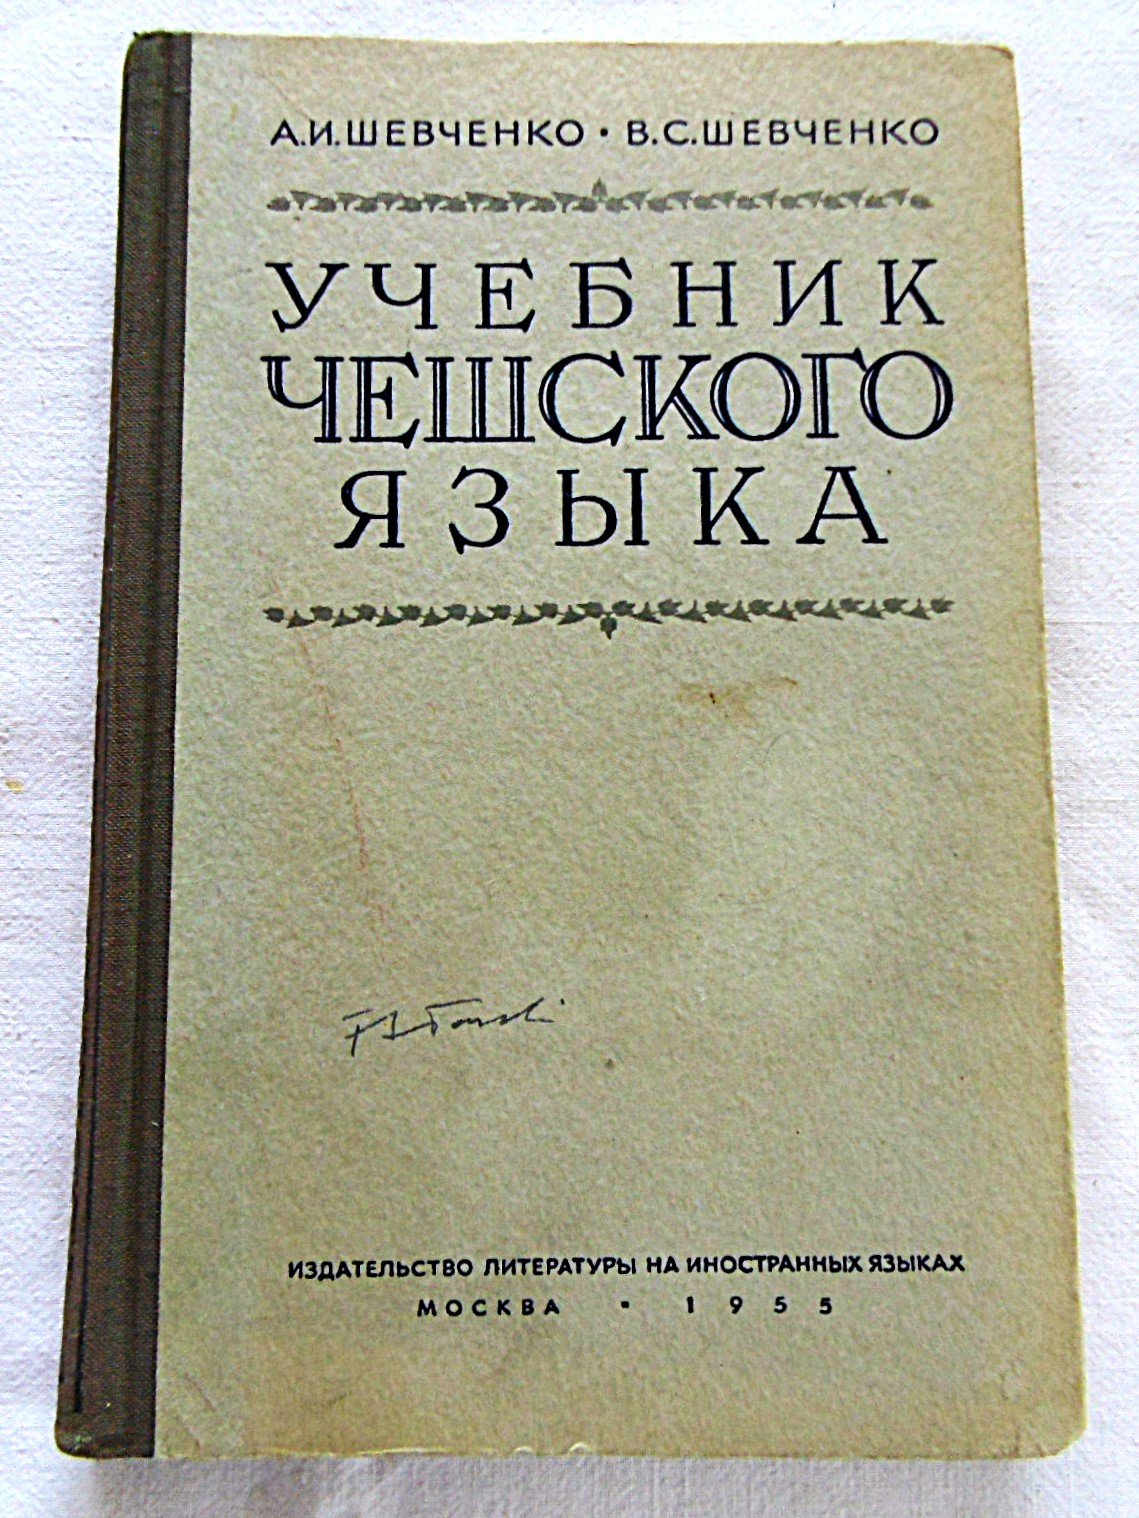 А.И.ШЕВЧЕНКО · В.С.ШЕВЧЕНКО
УЧЕБНИК
ЧЕШСКОГО
ЯЗЫКА
ИЗДАТЕЛЬСТВО ЛИТЕРАТУРЫ НА ИНОСТРАННЫХ ЯЗЫКАХ
МОСКВА · 1955